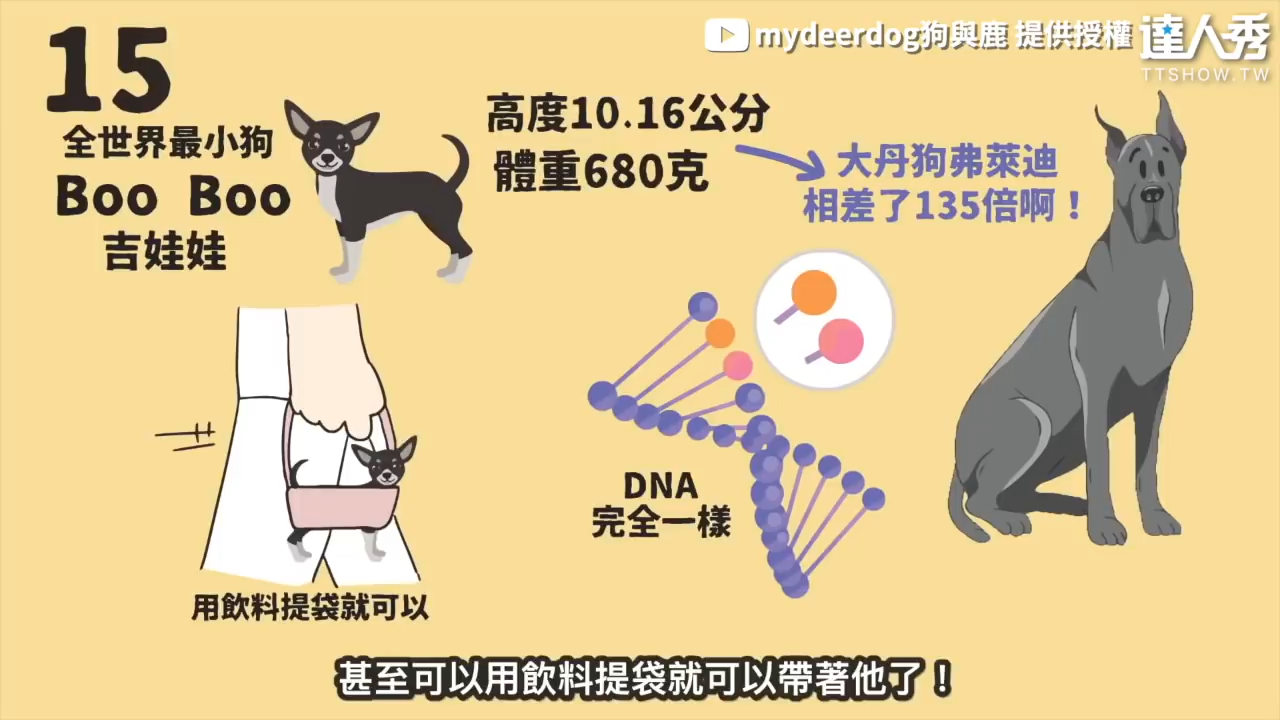 mydeerdog狗與鹿 提供授權
達人秀
TTSHOW.TW
15
全世界最小狗
Boo Boo
吉娃娃
高度10.16公分
體重680克
大丹狗弗萊迪
相差了135倍啊！
DNA
完全一樣
用飲料提袋就可以
甚至可以用飲料提袋就可以帶著他了！